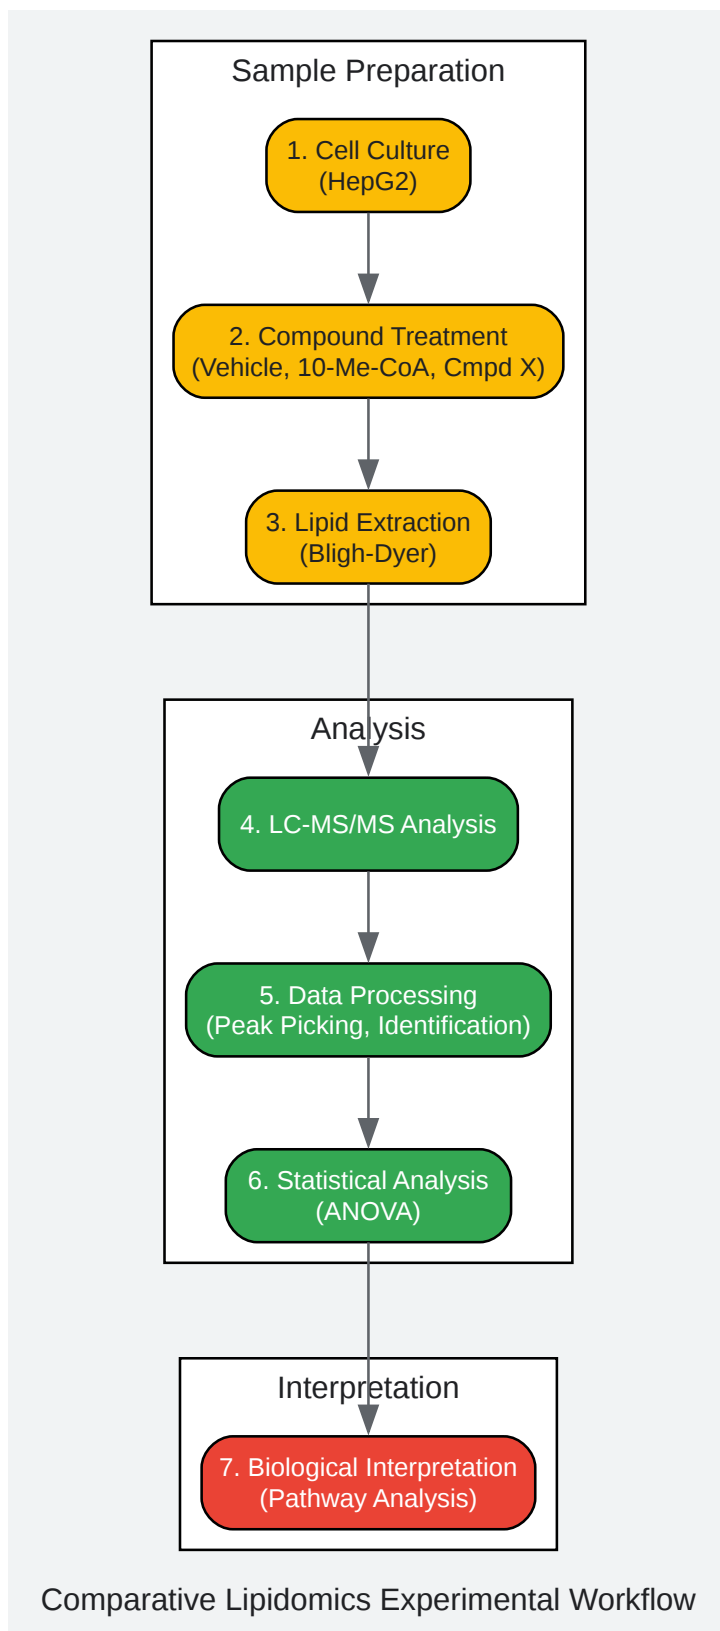 Sample Preparation
1. Cell Culture
(HepG2)
2. Compound Treatment
(Vehicle, 10-Me-CoA, Cmpd X)
3. Lipid Extraction
(Bligh-Dyer)
Analysis
4. LC-MS/MS Analysis
5. Data Processing
(Peak Picking, Identification)
6. Statistical Analysis
(ANOVA)
Interpretation
7. Biological Interpretation
(Pathway Analysis)
Comparative Lipidomics Experimental Workflow